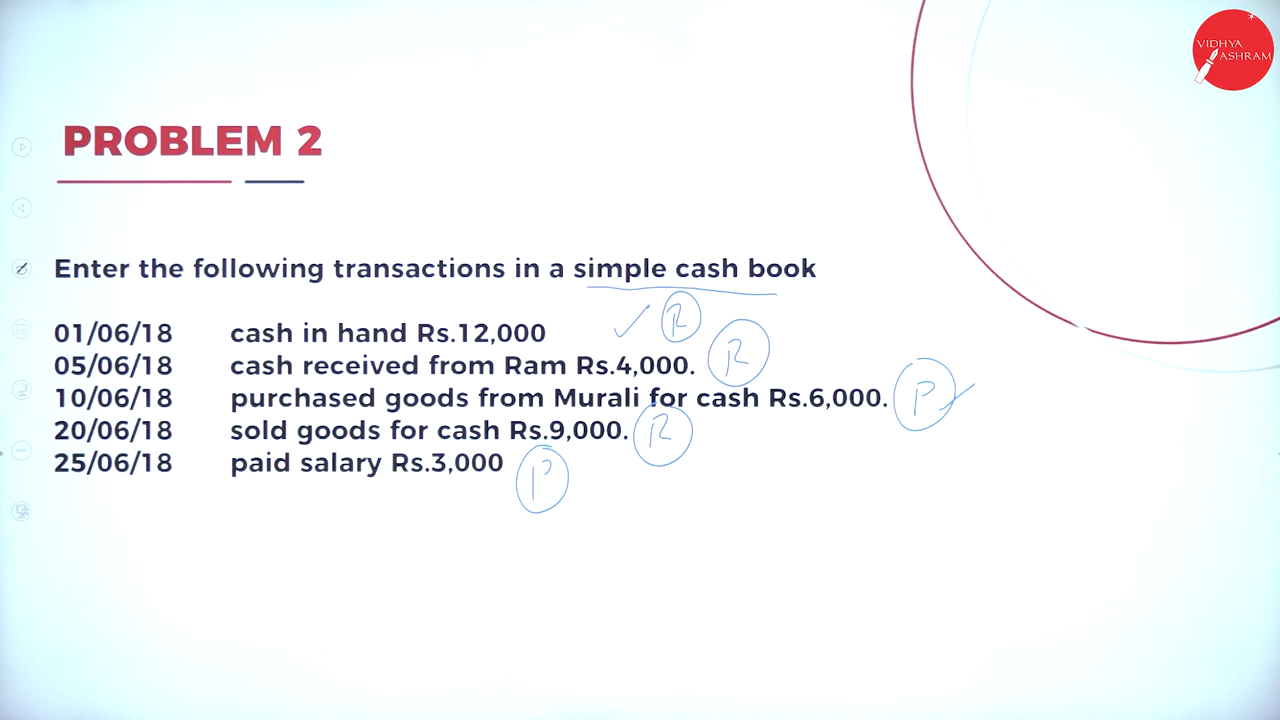 VIDHYA
ASHRAM
PROBLEM 2
Enter the following transactions in a simple cash book
01/06/18 cash in hand Rs.12,000 R
05/06/18 cash received from Ram Rs.4,000. R
10/06/18 purchased goods from Murali for cash Rs.6,000. P
20/06/18 sold goods for cash Rs.9,000. R
25/06/18 paid salary Rs.3,000 P